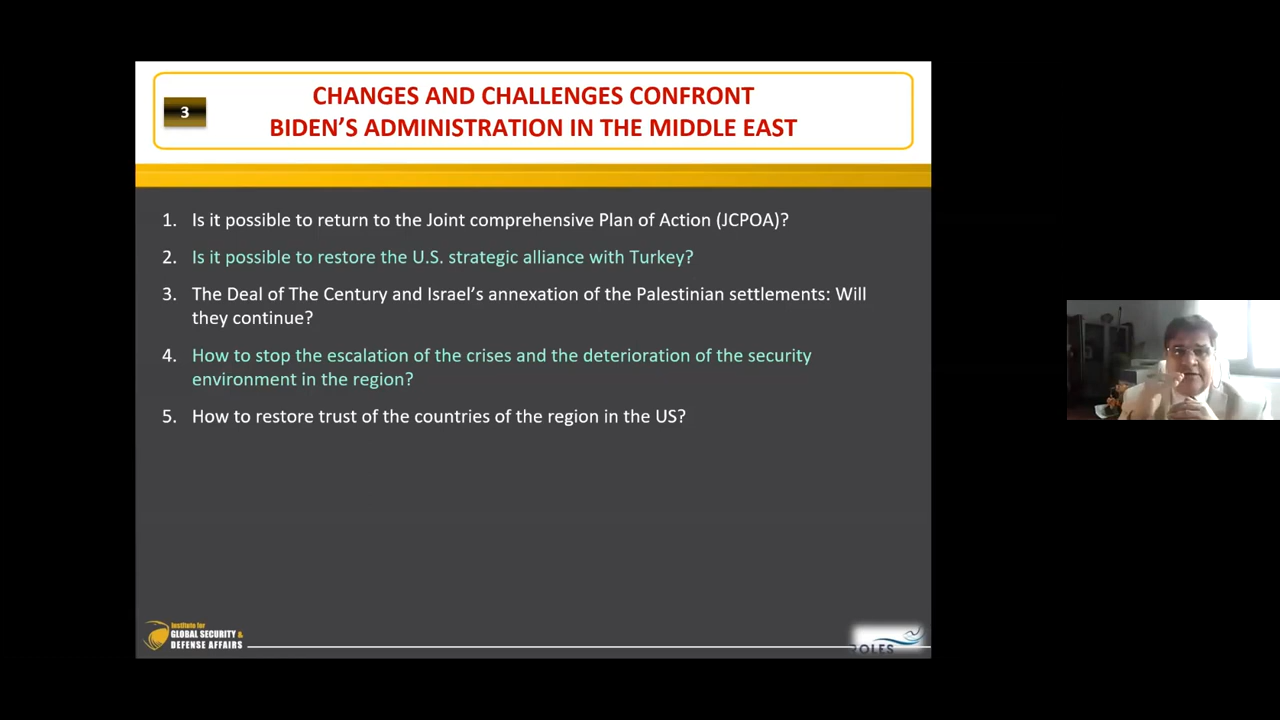 3
CHANGES AND CHALLENGES CONFRONT
BIDEN’S ADMINISTRATION IN THE MIDDLE EAST
1. Is it possible to return to the Joint comprehensive Plan of Action (JCPOA)?
2. Is it possible to restore the U.S. strategic alliance with Turkey?
3. The Deal of The Century and Israel’s annexation of the Palestinian settlements: Will
they continue?
4. How to stop the escalation of the crises and the deterioration of the security
environment in the region?
5. How to restore trust of the countries of the region in the US?
Institute for
GLOBAL SECURITY &
DEFENSE AFFAIRS